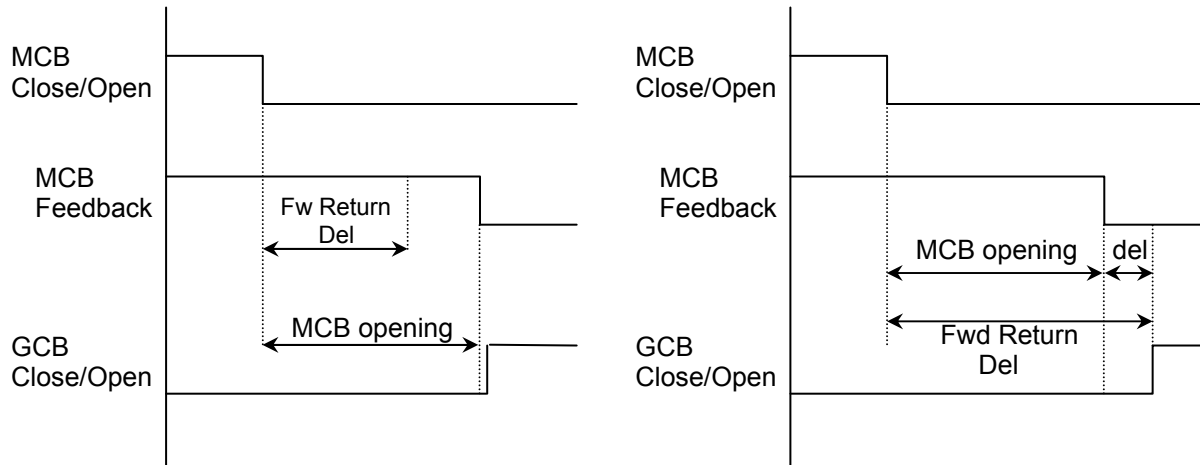 MCB
Close/Open
MCB
Feedback
Fw Return
Del
MCB opening
GCB
Close/Open
MCB
Close/Open
MCB
Feedback
MCB opening
del
Fwd Return
Del
GCB
Close/Open